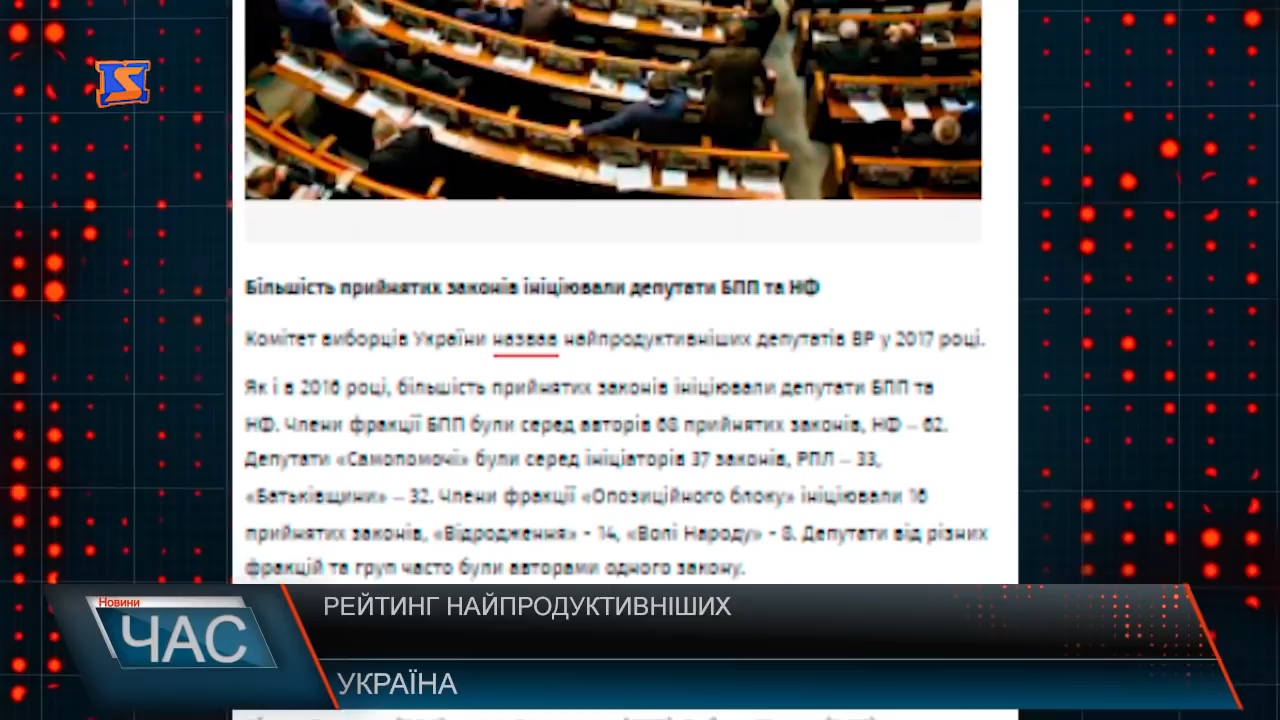 Більшість прийнятих законів ініціювали депутати БПП та НФ
Комітет виборців України назвав найпродуктивніших депутатів ВР у 2017 році.
Як і в 2016 році, більшість прийнятих законів ініціювали депутати БПП та
НФ. Члени фракції БПП були серед авторів 68 прийнятих законів, НФ – 62.
Депутати «Самопомочі» були серед ініціаторів 37 законів, РПЛ – 33,
«Батьківщини» – 32. Члени фракції «Опозиційного блоку» ініціювали 16
прийнятих законів, «Відродження» - 14, «Волі Народу» - 8. Депутати від різних
фракцій та груп часто були авторами одного закону.
Новини
ЧАС
РЕЙТИНГ НАЙПРОДУКТИВНІШИХ
УКРАЇНА